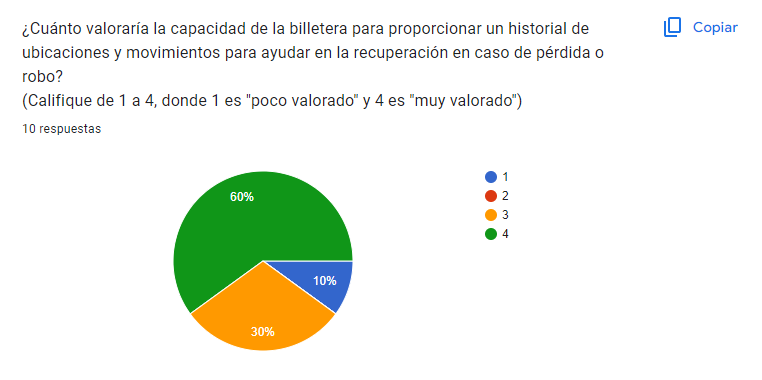 ¿Cuánto valoraría la capacidad de la billetera para proporcionar un historial de
ubicaciones y movimientos para ayudar en la recuperación en caso de pérdida o
robo?
(Califique de 1 a 4, donde 1 es "poco valorado" y 4 es "muy valorado")
Copiar
10 respuestas
60%
10%
30%
1
2
3
4